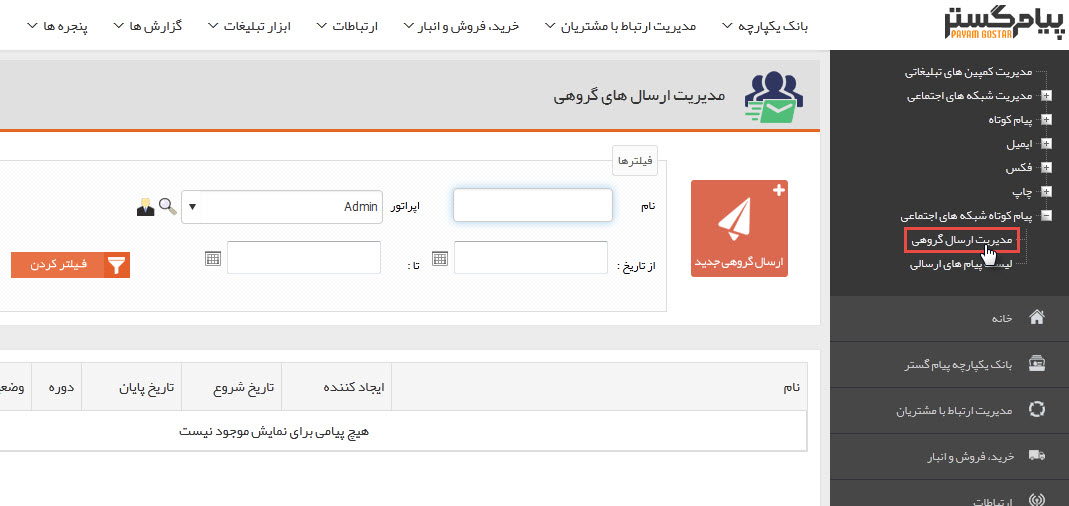 پیام گستر
PAYAM GOSTAR
بانک یکپارچه
مدیریت ارتباط با مشتریان
خرید، فروش و انبار
ارتباطات
ابزار تبلیغات
گزارش ها
پنجره ها
مدیریت کمپین های تبلیغاتی
مدیریت شبکه های اجتماعی
پیام کوتاه
ایمیل
فکس
چاپ
پیام کوتاه شبکه های اجتماعی
مدیریت ارسال گروهی
لیست پیام های ارسالی
خانه
بانک یکپارچه پیام گستر
مدیریت ارتباط با مشتریان
خرید، فروش و انبار
ارتباطات
مدیریت ارسال های گروهی
ارسال گروهی جدید
فیلترها
نام
اپراتور
Admin
از تاریخ :
تا :
فیلتر کردن
نام
ایجاد کننده
تاریخ شروع
تاریخ پایان
دوره
هیچ پیامی برای نمایش موجود نیست